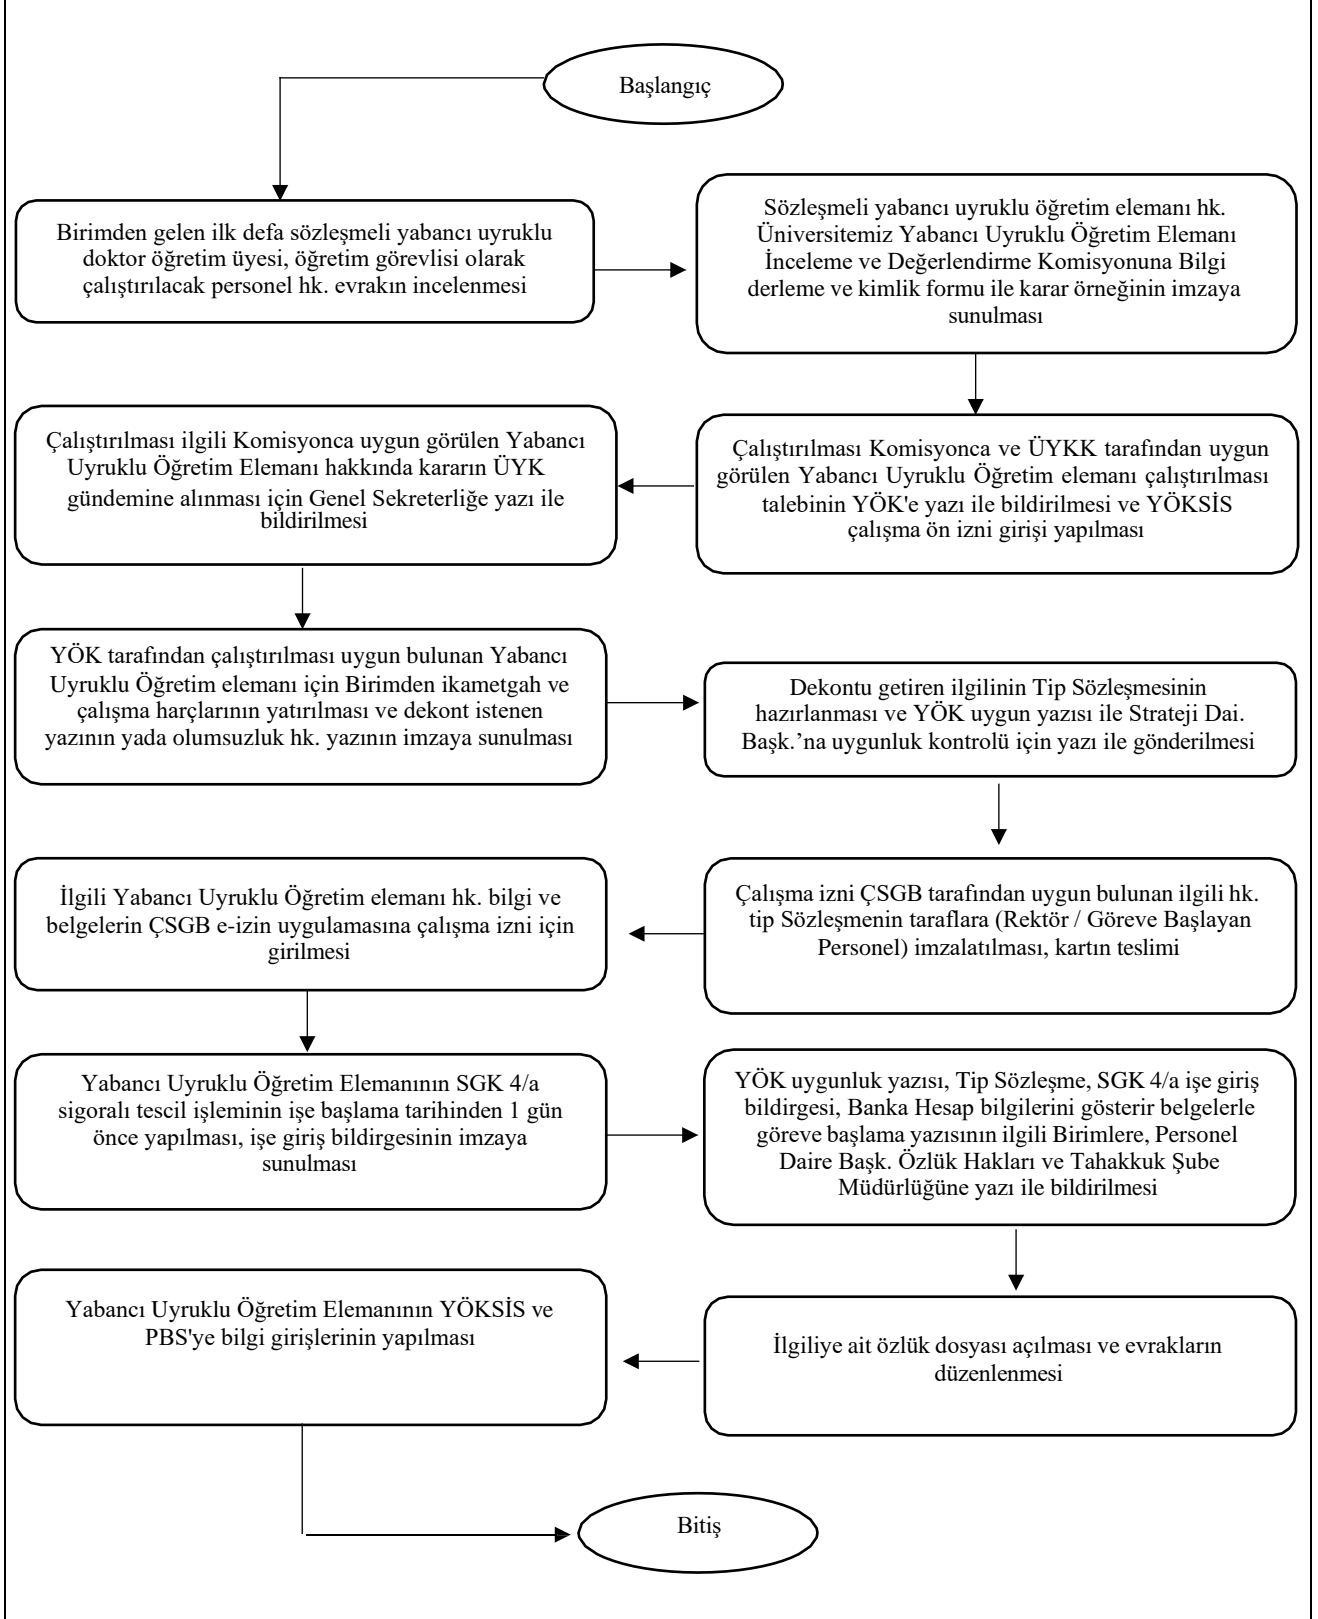 Başlangıç
Birimden gelen ilk defa sözleşmeli yabancı uyruklu
doktor öğretim üyesi, öğretim görevlisi olarak
çalıştırılacak personel hk. evrakın incelenmesi
Sözleşmeli yabancı uyruklu öğretim elemanı hk.
Üniversitemiz Yabancı Uyruklu Öğretim Elemanı
İnceleme ve Değerlendirme Komisyonuna Bilgi
derleme ve kimlik formu ile karar örneğinin imzaya
sunulması
Çalıştırılması Komisyonca ve ÜYKK tarafından uygun
görülen Yabancı Uyruklu Öğretim elemanı çalıştırılması
talebinin YÖK'e yazı ile bildirilmesi ve YÖKSİS
çalışma ön izni girişi yapılması
Çalıştırılması ilgili Komisyonca uygun görülen Yabancı
Uyruklu Öğretim Elemanı hakkında kararın ÜYK
gündemine alınması için Genel Sekreterliğe yazı ile
bildirilmesi
YÖK tarafından çalıştırılması uygun bulunan Yabancı
Uyruklu Öğretim elemanı için Birimden ikametgah ve
çalışma harçlarının yatırılması ve dekont istenen
yazının yada olumsuzluk hk. yazının imzaya sunulması
Dekontu getiren ilgilinin Tip Sözleşmesinin
hazırlanması ve YÖK uygun yazısı ile Strateji Dai.
Başk.’na uygunluk kontrolü için yazı ile gönderilmesi
Çalışma izni ÇSGB tarafından uygun bulunan ilgili hk.
tip Sözleşmenin taraflara (Rektör / Göreve Başlayan
Personel) imzalatılması, kartın teslimi
İlgili Yabancı Uyruklu Öğretim elemanı hk. bilgi ve
belgelerin ÇSGB e-izin uygulamasına çalışma izni için
girilmesi
Yabancı Uyruklu Öğretim Elemanının SGK 4/a
sigoralı tescil işleminin işe başlama tarihinden 1 gün
önce yapılması, işe giriş bildirgesinin imzaya
sunulması
YÖK uygunluk yazısı, Tip Sözleşme, SGK 4/a işe giriş
bildirgesi, Banka Hesap bilgilerini gösterir belgelerle
göreve başlama yazısının ilgili Birimlere, Personel
Daire Başk. Özlük Hakları ve Tahakkuk Şube
Müdürlüğüne yazı ile bildirilmesi
İlgiliye ait özlük dosyası açılması ve evrakların
düzenlenmesi
Yabancı Uyruklu Öğretim Elemanının YÖKSİS ve
PBS'ye bilgi girişlerinin yapılması
Bitiş